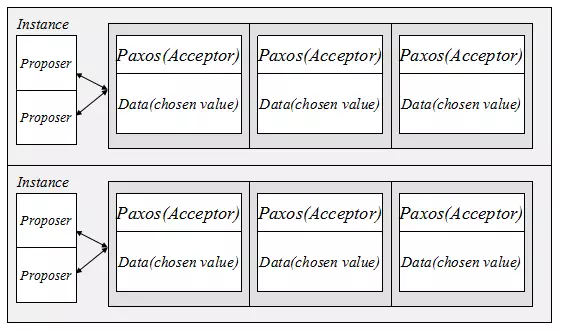 Instance
Proposer
Proposer
Paxos(Acceptor) Paxos(Acceptor) Paxos(Acceptor)
Data(chosen value) Data(chosen value) Data(chosen value)
Instance
Proposer
Proposer
Paxos(Acceptor) Paxos(Acceptor) Paxos(Acceptor)
Data(chosen value) Data(chosen value) Data(chosen value)